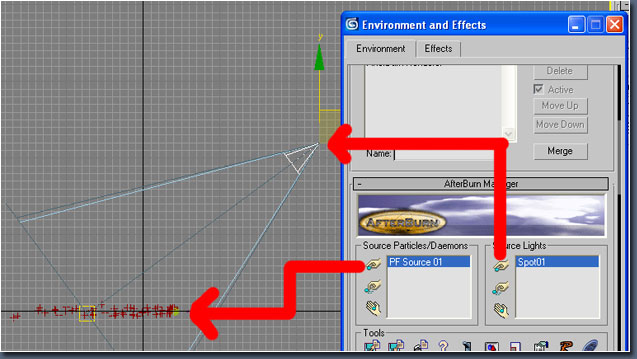 Environment and Effects
Environment
Effects
Delete
Active
Move Up
Move Down
Name:
Merge
AfterBurn Manager
AFTERBURN
Source Particles/Daemons
PF Source 01
Source Lights
Spot01
Tools
y